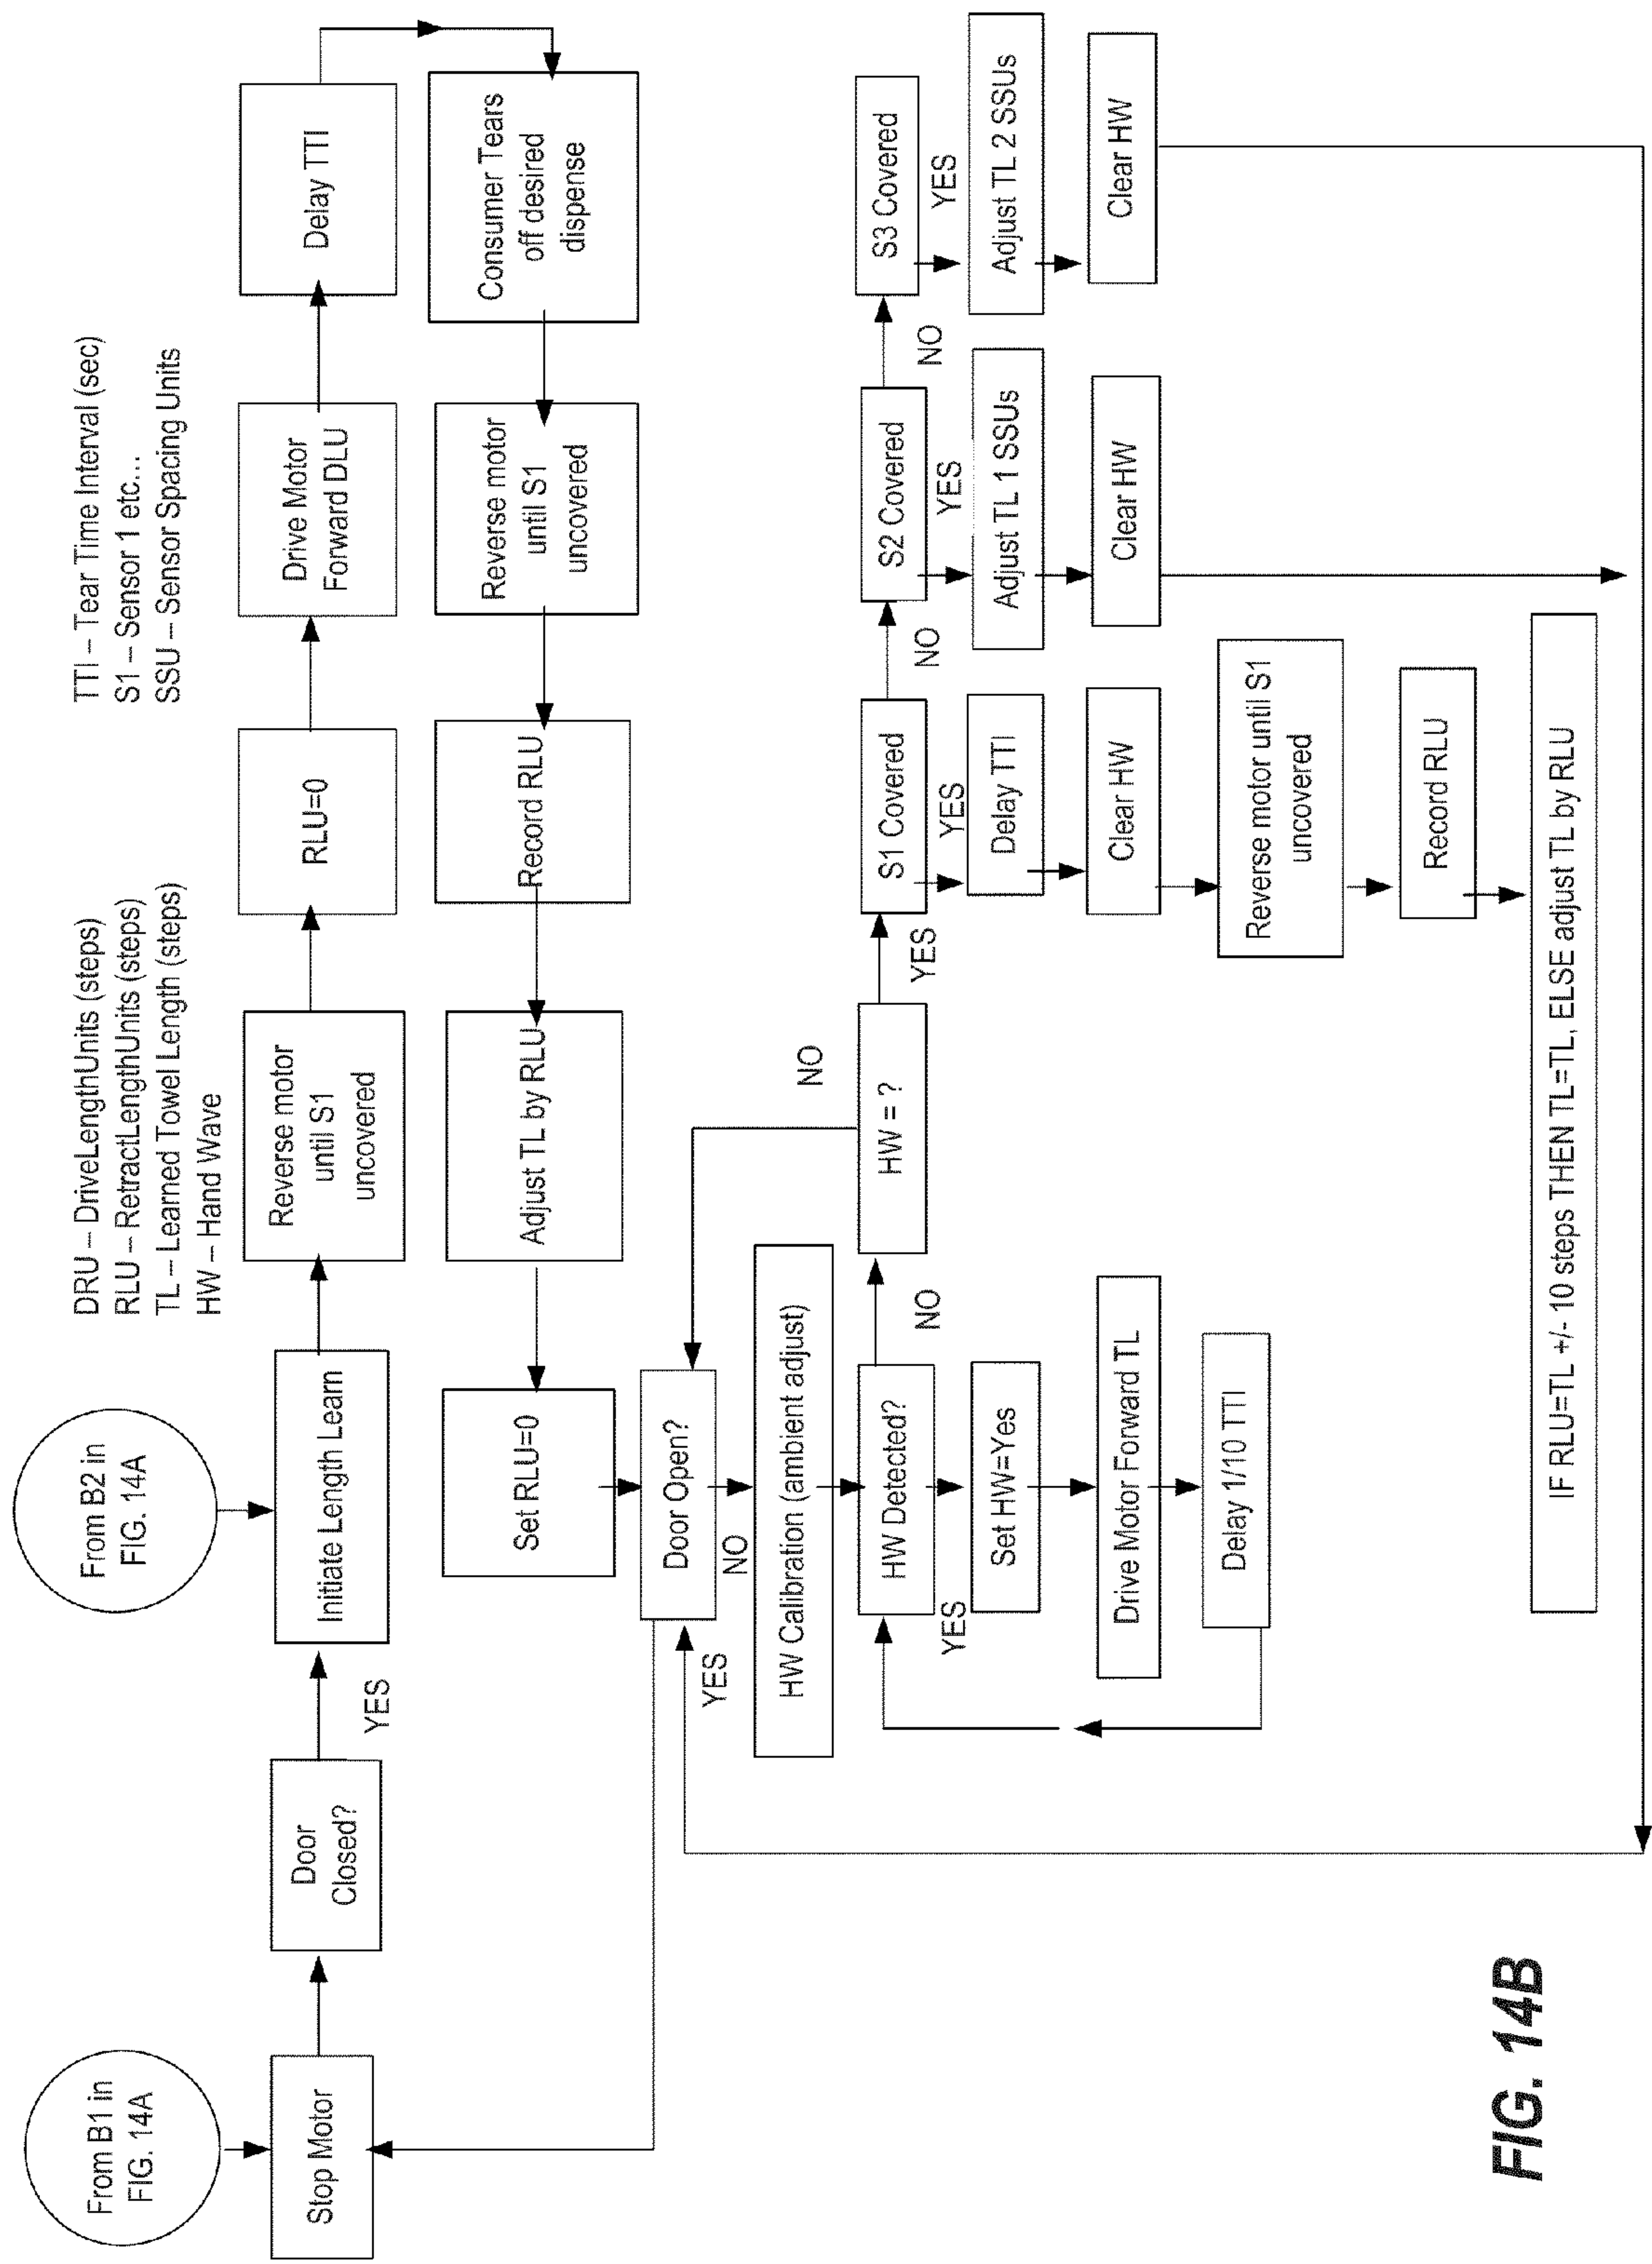 From B1 in
FIG. 14A
From B2 in
FIG. 14A
DRU – DriveLengthUnits (steps)
RLU – RetractLengthUnits (steps)
TL – Learned Towel Length (steps)
HW – Hand Wave
TTI – Tear Time Interval (sec)
S1 – Sensor 1 etc...
SSU – Sensor Spacing Units
Stop Motor
Door
Closed?
YES
Initiate Length Learn
Reverse motor
until S1
uncovered
RLU=0
Drive Motor
Forward DLU
Delay TTI
Consumer Tears
off desired
dispense
Reverse motor
until S1
uncovered
Record RLU
Adjust TL by RLU
Set RLU=0
Door Open?
YES
NO
HW Calibration (ambient adjust)
HW Detected?
YES
NO
Set HW=Yes
Drive Motor Forward TL
Delay 1/10 TTI
HW = ?
NO
YES
S1 Covered
YES
NO
Delay TTI
Clear HW
Reverse motor until S1
uncovered
Record RLU
IF RLU=TL +/- 10 steps THEN TL=TL, ELSE adjust TL by RLU
S2 Covered
YES
NO
Adjust TL 1 SSUs
Clear HW
S3 Covered
YES
Adjust TL 2 SSUs
Clear HW
FIG. 14B